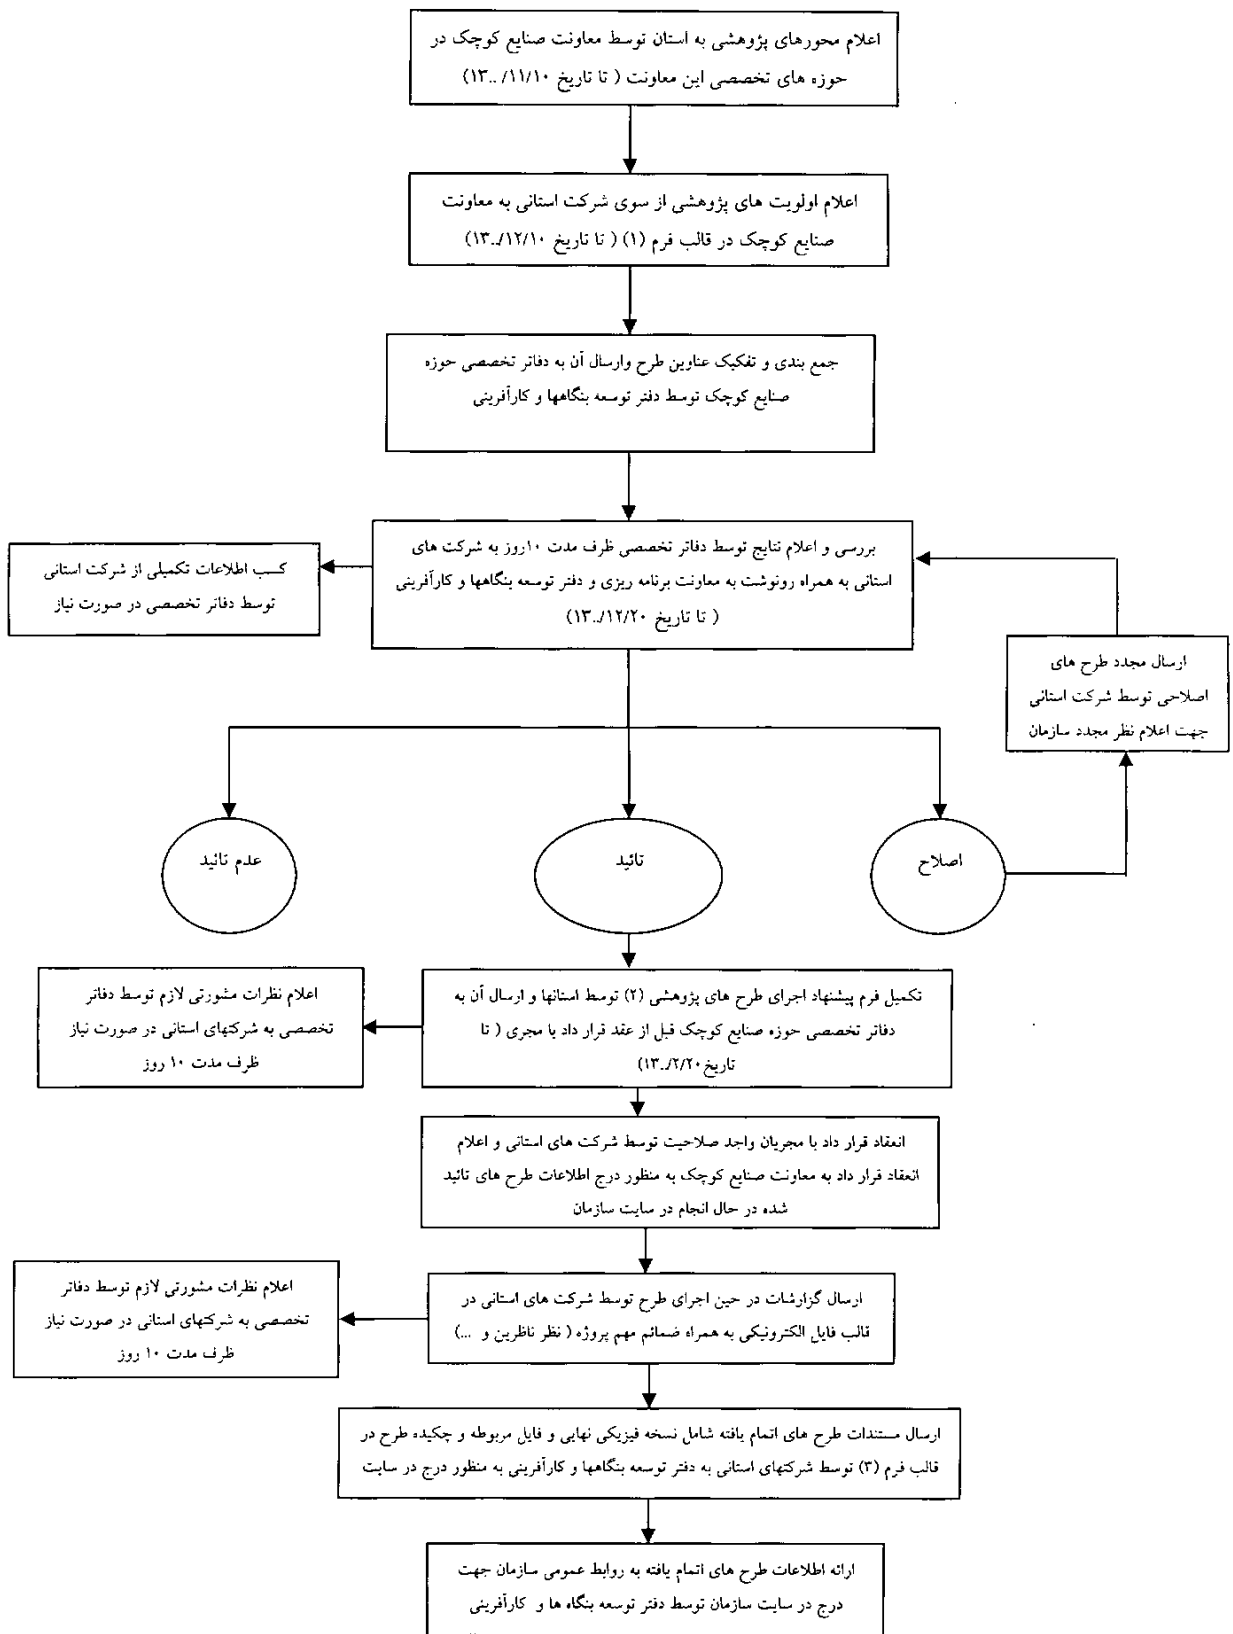 اعلام محورهای پژوهشی به استان توسط معاونت صنایع کوچک در
حوزه های تخصصی این معاونت ( تا تاریخ ۱۳../۱۱/۱۰)
اعلام اولویت های پژوهشی از سوی شرکت استانی به معاونت
صنایع کوچک در قالب فرم (۱) ( تا تاریخ ۱۳../۱۲/۱۰)
جمع بندی و تفکیک عناوین طرح وارسال آن به دفاتر تخصصی حوزه
صنایع کوچک توسط دفتر توسعه بنگاهها و کارآفرینی
بررسی و اعلام نتایج توسط دفاتر تخصصی ظرف مدت ۱۰روز به شرکت های
استانی به همراه رونوشت به معاونت برنامه ریزی و دفتر توسعه بنگاهها و کارآفرینی
( تا تاریخ ۱۳../۱۲/۲۰)
کسب اطلاعات تکمیلی از شرکت استانی
توسط دفاتر تخصصی در صورت نیاز
ارسال مجدد طرح های
اصلاحی توسط شرکت استانی
جهت اعلام نظر مجدد سازمان
اصلاح
تائید
عدم تائید
تکمیل فرم پیشنهاد اجرای طرح های پژوهشی (۲) توسط استانها و ارسال آن به
دفاتر تخصصی حوزه صنایع کوچک قبل از عقد قرار داد با مجری ( تا
تاریخ۱۳../۲/۲۰)
اعلام نظرات مشورتی لازم توسط دفاتر
تخصصی به شرکتهای استانی در صورت نیاز
ظرف مدت ۱۰ روز
انعقاد قرار داد با مجریان واجد صلاحیت توسط شرکت های استانی و اعلام
انعقاد قرار داد به معاونت صنایع کوچک به منظور درج اطلاعات طرح های تائید
شده در حال انجام در سایت سازمان
ارسال گزارشات در حین اجرای طرح توسط شرکت های استانی در
قالب فایل الکترونیکی به همراه ضمائم مهم پروژه ( نظر ناظرین و ...)
اعلام نظرات مشورتی لازم توسط دفاتر
تخصصی به شرکتهای استانی در صورت نیاز
ظرف مدت ۱۰ روز
ارسال مستندات طرح های اتمام یافته شامل نسخه فیزیکی نهایی و فایل مربوطه و چکیده طرح در
قالب فرم (۳) توسط شرکتهای استانی به دفتر توسعه بنگاهها و کارآفرینی به منظور درج در سایت
ارائه اطلاعات طرح های اتمام یافته به روابط عمومی سازمان جهت
درج در سایت سازمان توسط دفتر توسعه بنگاه ها و کارآفرینی